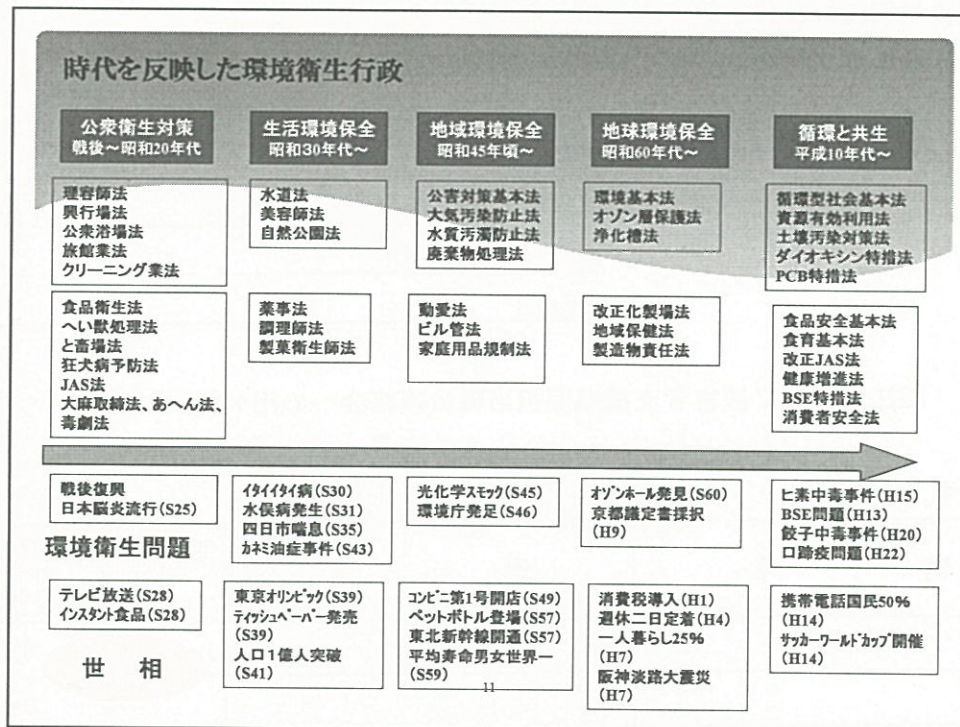 時代を反映した環境衛生行政
公衆衛生対策
戦後～昭和20年代
生活環境保全
昭和30年代～
地域環境保全
昭和45年頃～
地球環境保全
昭和60年代～
循環と共生
平成10年代～
理容師法
興行場法
公衆浴場法
旅館業法
クリーニング業法
水道法
美容師法
自然公園法
公害対策基本法
大気汚染防止法
水質汚濁防止法
廃棄物処理法
環境基本法
オゾン層保護法
浄化槽法
循環型社会基本法
資源有効利用法
土壌汚染対策法
ダイオキシン特措法
PCB特措法
食品衛生法
へい獣処理法
と畜場法
狂犬病予防法
JAS法
大麻取締法、あへん法、
毒劇法
薬事法
調理師法
製菓衛生師法
動愛法
ビル管法
家庭用品規制法
改正化製場法
地域保健法
製造物責任法
食品安全基本法
食育基本法
改正JAS法
健康増進法
BSE特措法
消費者安全法
戦後復興
日本脳炎流行(S25)
イタイイタイ病(S30)
水俣病発生(S31)
四日市喘息(S35)
カネミ油症事件(S43)
光化学スモック(S45)
環境庁発足(S46)
オゾンホール発見(S60)
京都議定書採択
(H9)
ヒ素中毒事件(H15)
BSE問題(H13)
餃子中毒事件(H20)
口蹄疫問題(H22)
環境衛生問題
テレビ放送(S28)
インスタント食品(S28)
東京オリンピック(S39)
ティッシュペーパー発売
(S39)
人口１億人突破
(S41)
コンビニ第1号開店(S49)
ペットボトル登場(S57)
東北新幹線開通(S57)
平均寿命男女世界一
(S59)
消費税導入(H1)
週休二日定着(H4)
一人暮らし25%
(H7)
阪神淡路大震災
(H7)
携帯電話国民50%
(H14)
サッカーワールドカップ開催
(H14)
世 相
11